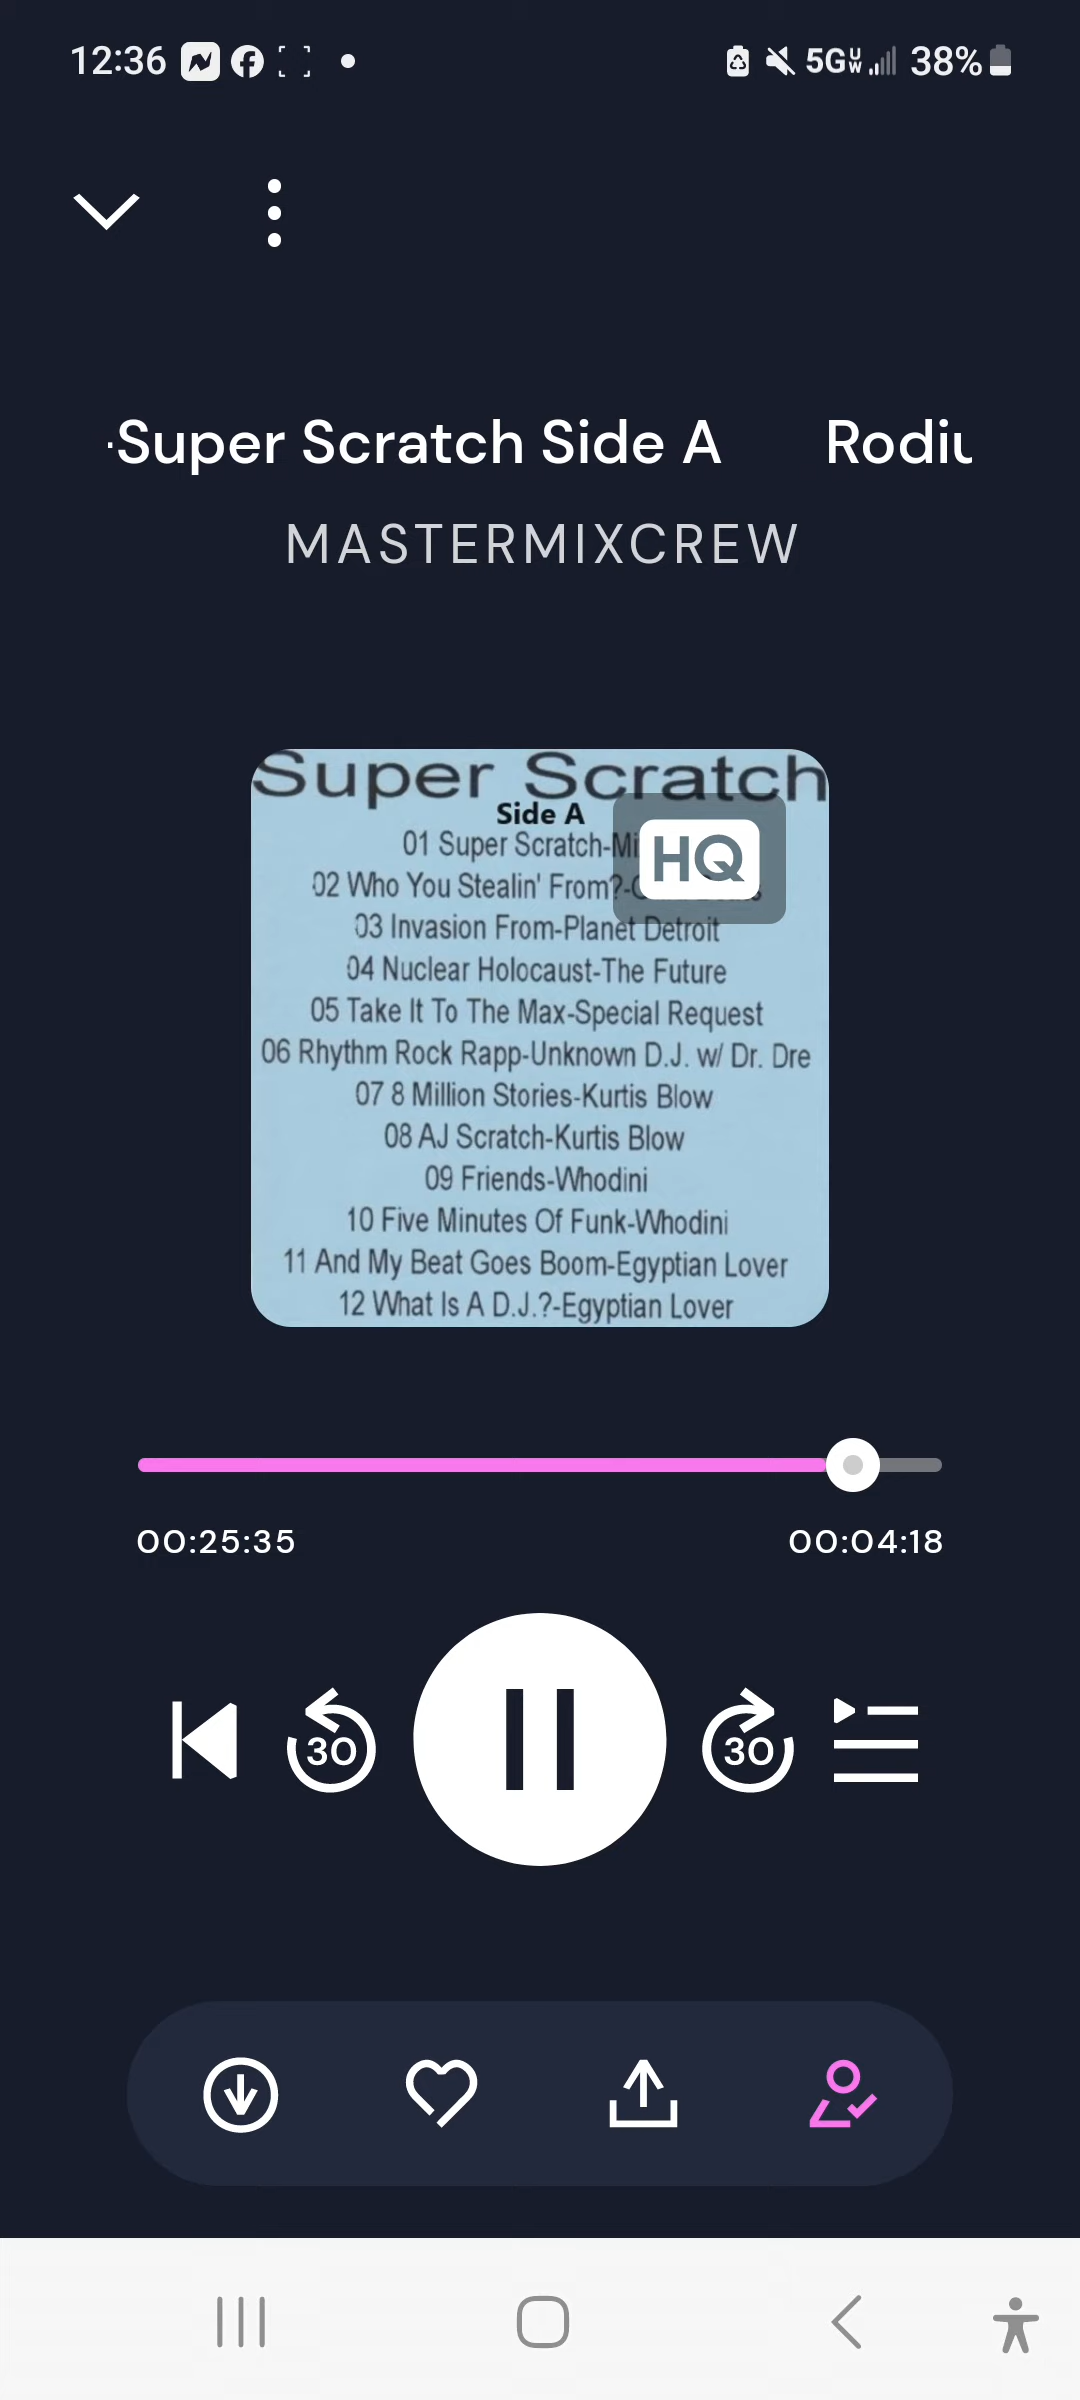 12:36 5G UW 38%
Super Scratch Side A
MASTERMIXCREW
Super Scratch
Side A
HQ
01 Super Scratch-Mi
02 Who You Stealin' From?-
03 Invasion From-Planet Detroit
04 Nuclear Holocaust-The Future
05 Take It To The Max-Special Request
06 Rhythm Rock Rapp-Unknown D.J. w/ Dr. Dre
07 8 Million Stories-Kurtis Blow
08 AJ Scratch-Kurtis Blow
09 Friends-Whodini
10 Five Minutes Of Funk-Whodini
11 And My Beat Goes Boom-Egyptian Lover
12 What Is A D.J.?-Egyptian Lover
00:25:35 00:04:18
30 30